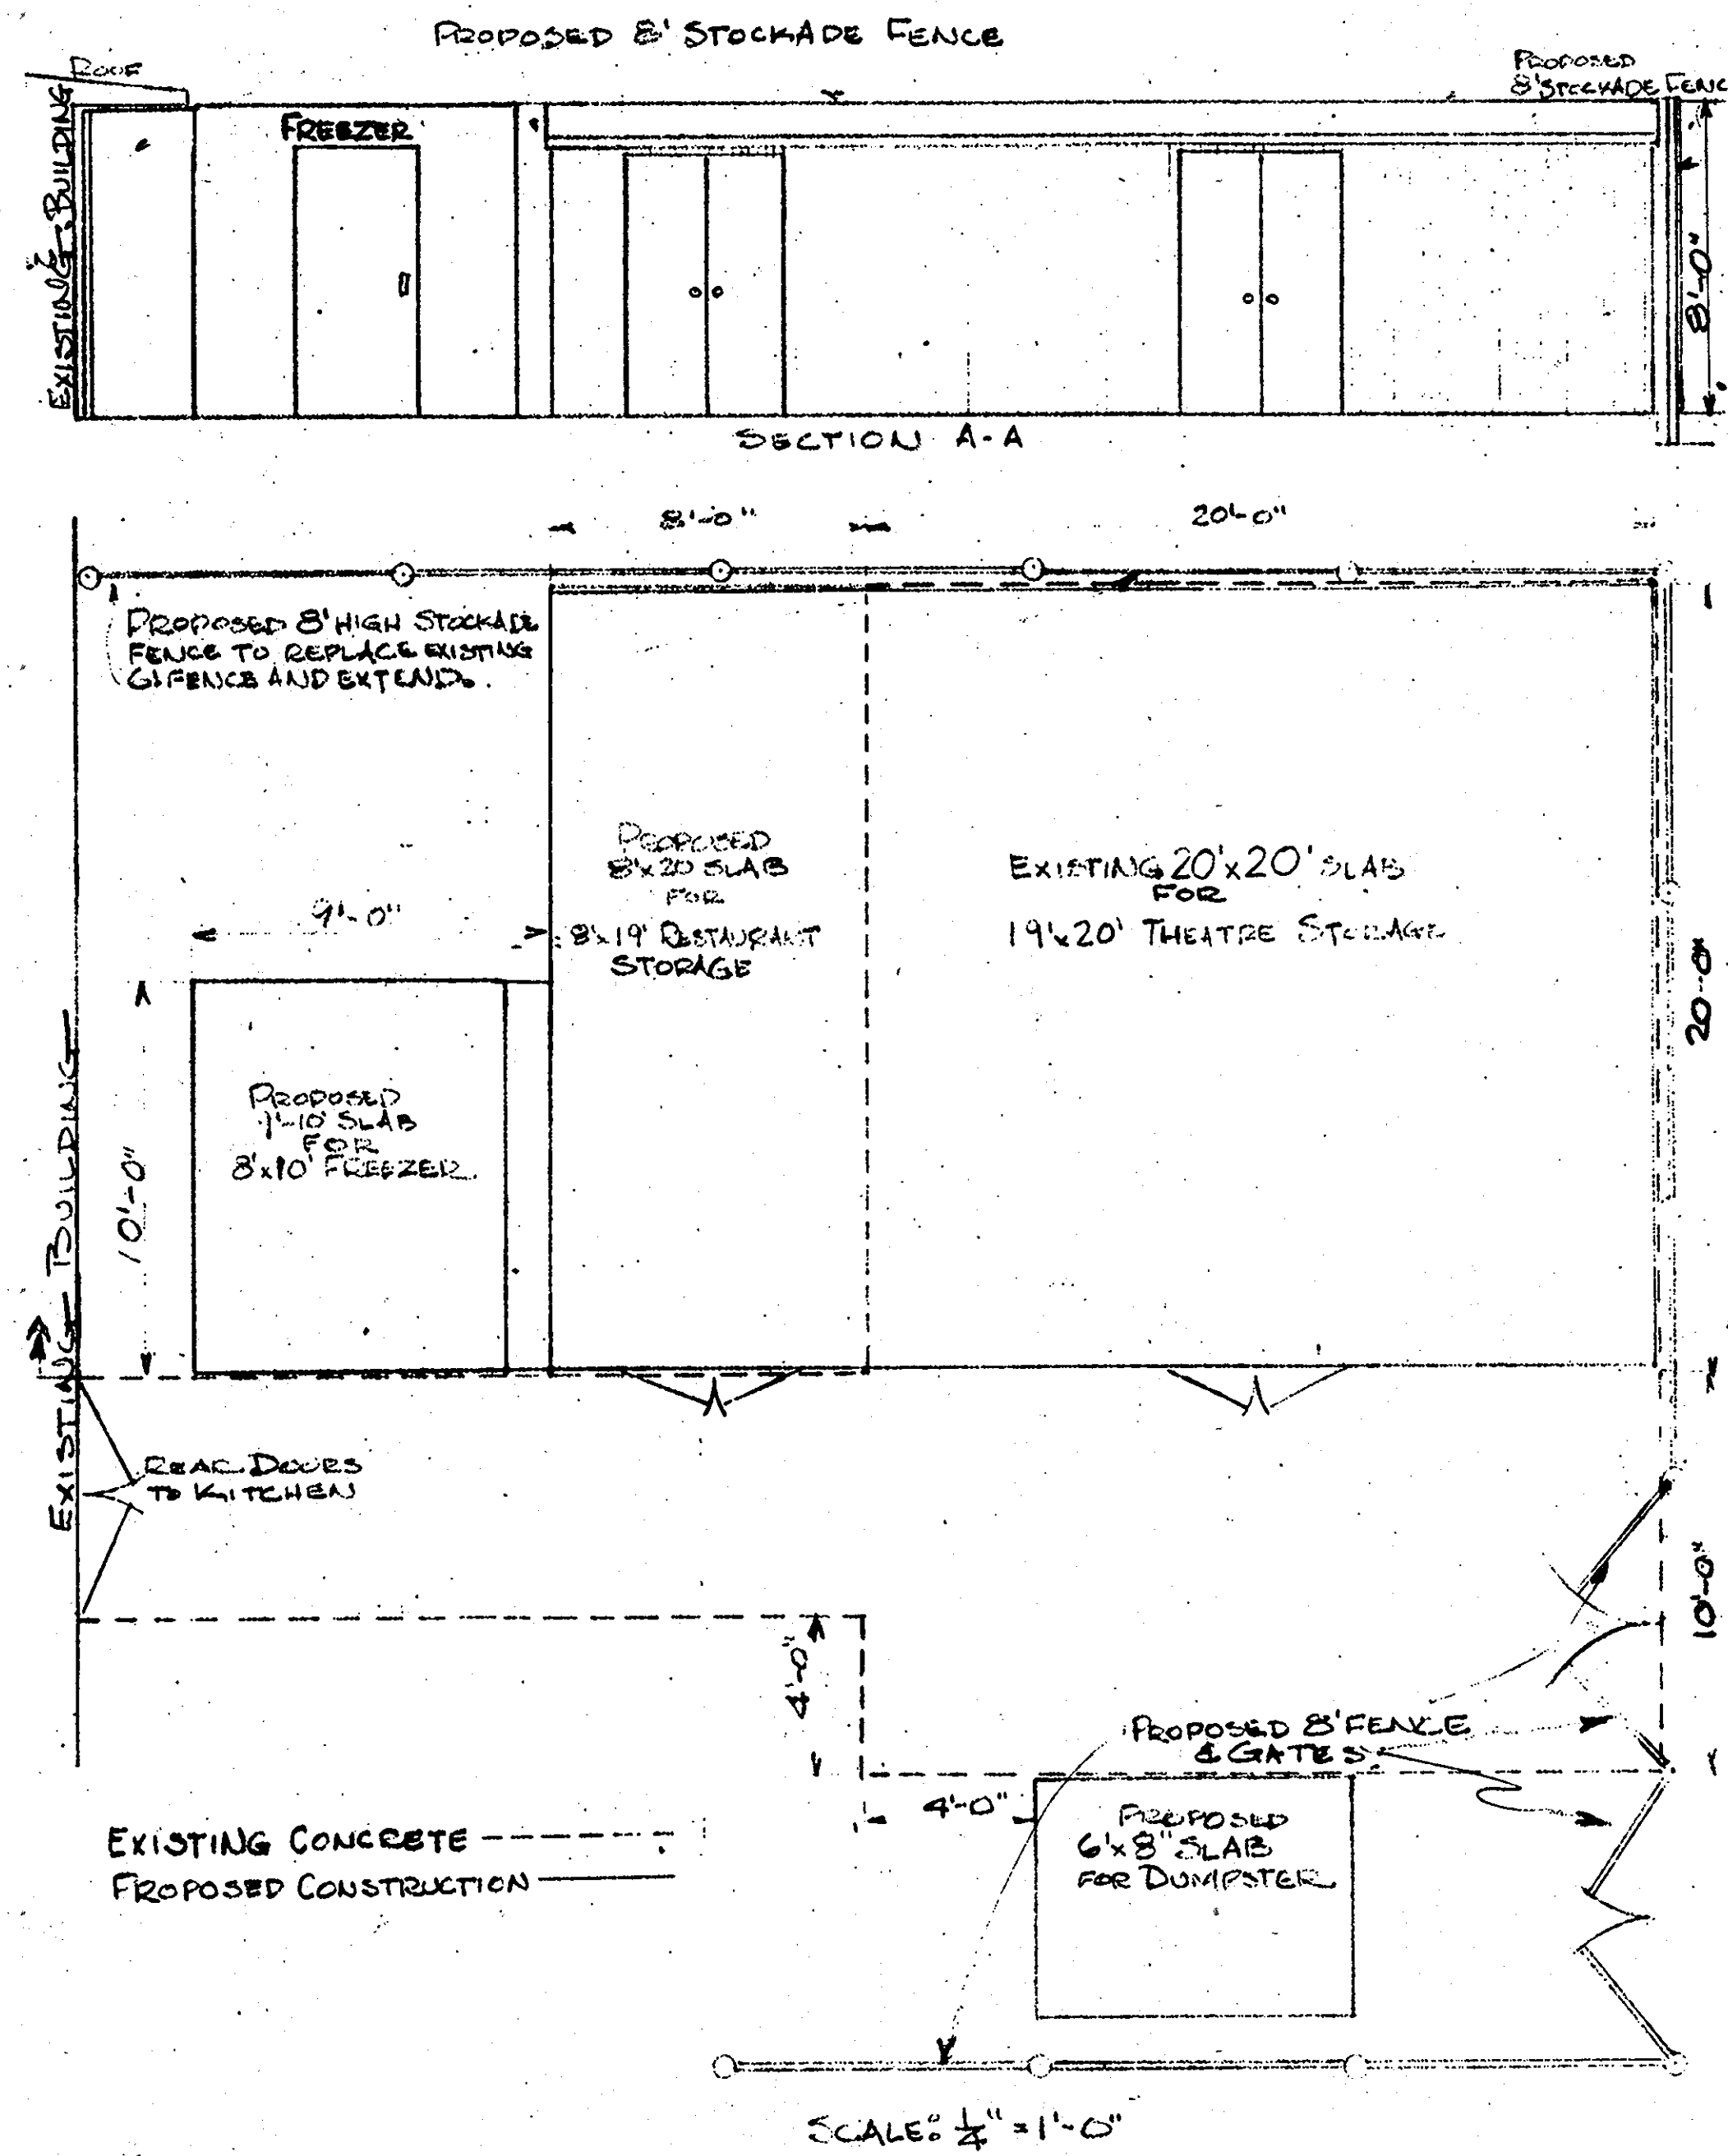 PROPOSED 8' STOCKADE FENCE
ROOF
PROPOSED
8' STOCKADE FENC
EXISTING BUILDING
FREEZER
8'-0"
SECTION A-A
8'-0"
20'-0"
PROPOSED 8' HIGH STOCKADE
FENCE TO REPLACE EXISTING
FENCE AND EXTEND.
PROPOSED
8'x20 SLAB
FOR
8'x19' RESTAURANT
STORAGE
EXISTING 20'x20' SLAB
FOR
19'x20' THEATRE STORAGE
9'-0"
20'-0"
PROPOSED
SLAB
FOR
8'x10' FREEZER
10'-0"
EXISTING BUILDING
REAR DOORS
TO KITCHEN
10'-0"
4'-0"
PROPOSED 8' FENCE
& GATES
4'-0"
PROPOSED
6'x8" SLAB
FOR DUMPSTER
EXISTING CONCRETE
PROPOSED CONSTRUCTION
SCALE: 1/4" = 1'-0"